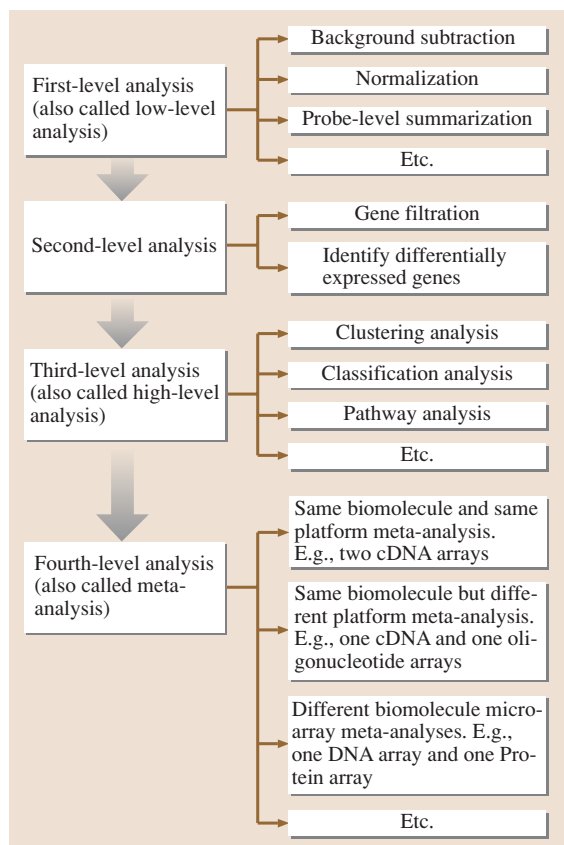 First-level analysis
(also called low-level
analysis)
Background subtraction
Normalization
Probe-level summarization
Etc.
Second-level analysis
Gene filtration
Identify differentially
expressed genes
Third-level analysis
(also called high-level
analysis)
Clustering analysis
Classification analysis
Pathway analysis
Etc.
Fourth-level analysis
(also called meta-
analysis)
Same biomolecule and same
platform meta-analysis.
E.g., two cDNA arrays
Same biomolecule but diffe-
rent platform meta-analysis.
E.g., one cDNA and one oli-
gonucleotide arrays
Different biomolecule micro-
array meta-analyses. E.g.,
one DNA array and one Pro-
tein array
Etc.